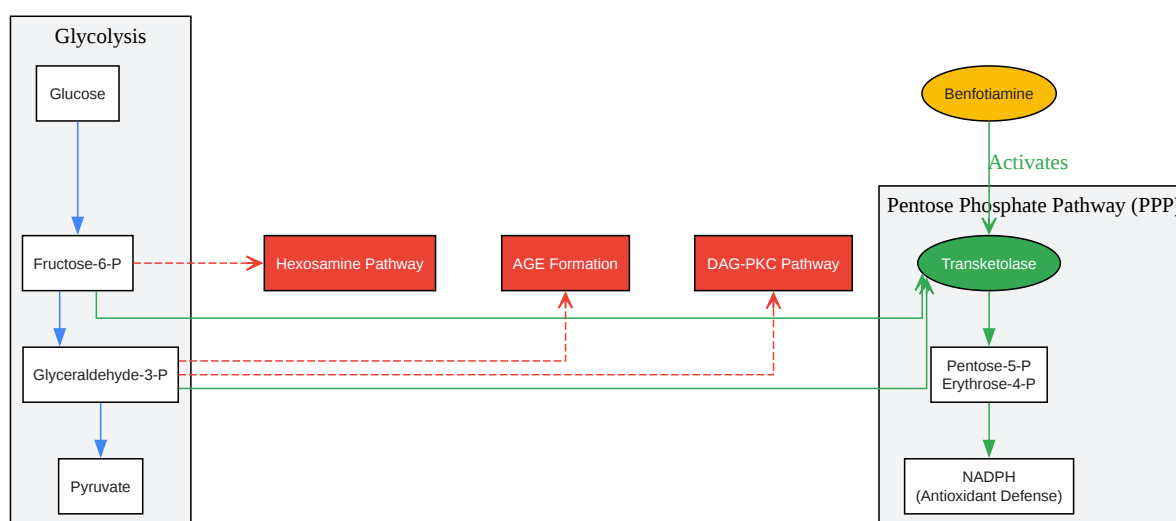 Glycolysis
Glucose
Fructose-6-P
Glyceraldehyde-3-P
Pyruvate
Hexosamine Pathway
AGE Formation
DAG-PKC Pathway
Benfotiamine
Activates
Pentose Phosphate Pathway (PPP)
Transketolase
Pentose-5-P
Erythrose-4-P
NADPH
(Antioxidant Defense)